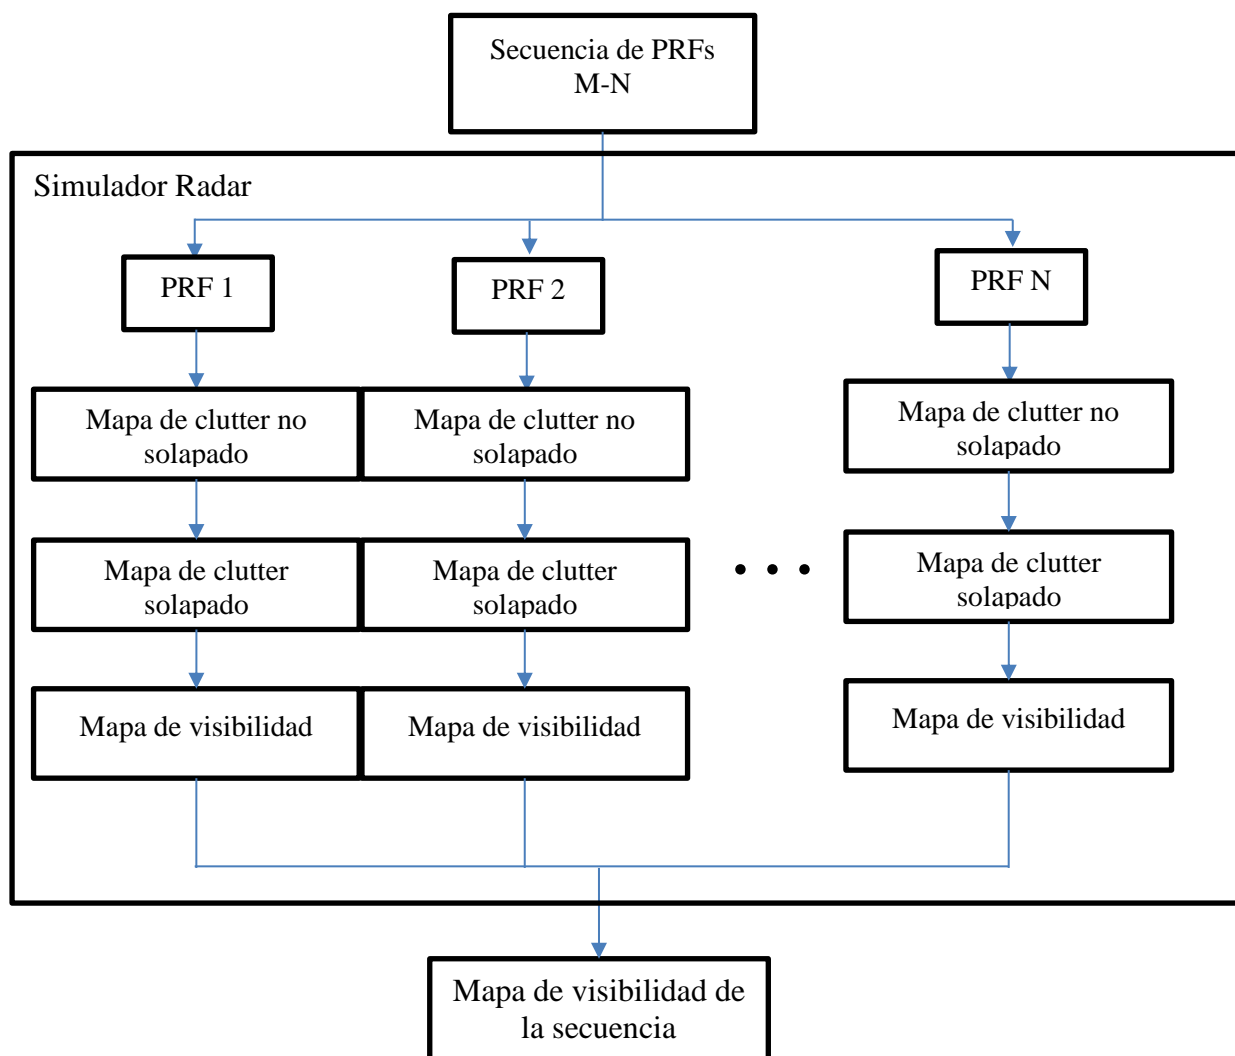 Secuencia de PRFs
M-N
Simulador Radar
PRF 1
PRF 2
PRF N
Mapa de clutter no
solapado
Mapa de clutter no
solapado
Mapa de clutter no
solapado
Mapa de clutter
solapado
Mapa de clutter
solapado
Mapa de clutter
solapado
Mapa de visibilidad
Mapa de visibilidad
Mapa de visibilidad
Mapa de visibilidad de
la secuencia